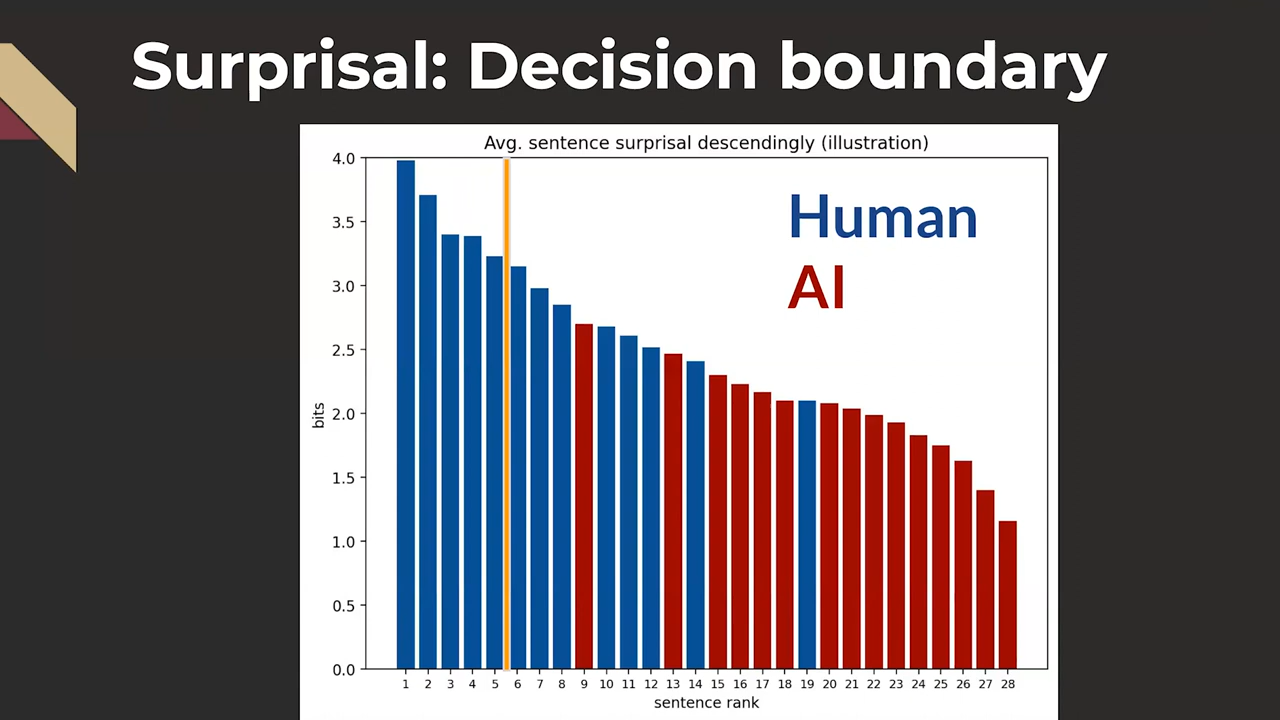 Surprisal: Decision boundary
Avg. sentence surprisal descendingly (illustration)
Human
AI
4.0
3.5
3.0
2.5
2.0
1.5
1.0
0.5
0.0
bits
1 2 3 4 5 6 7 8 9 10 11 12 13 14 15 16 17 18 19 20 21 22 23 24 25 26 27 28
sentence rank